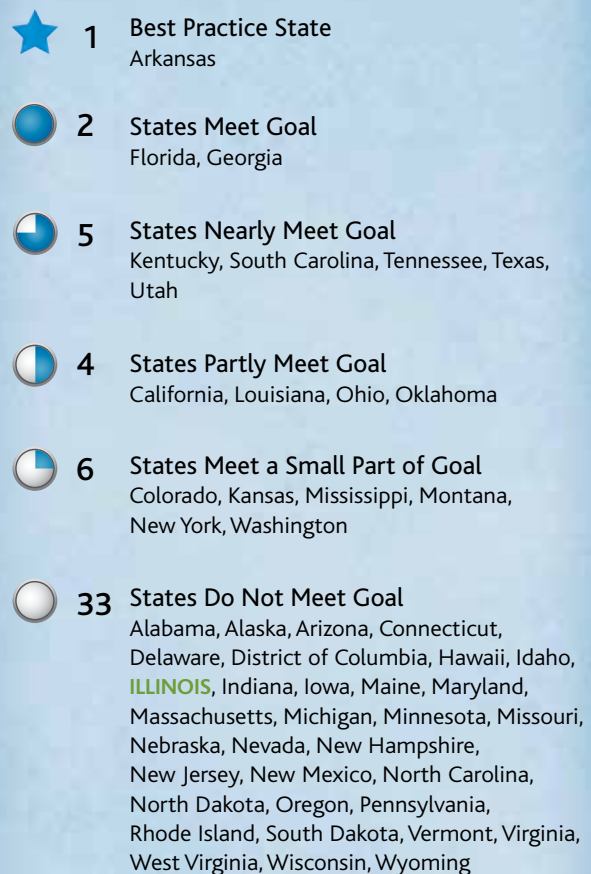 1 Best Practice State
Arkansas
2 States Meet Goal
Florida, Georgia
5 States Nearly Meet Goal
Kentucky, South Carolina, Tennessee, Texas,
Utah
4 States Partly Meet Goal
California, Louisiana, Ohio, Oklahoma
6 States Meet a Small Part of Goal
Colorado, Kansas, Mississippi, Montana,
New York, Washington
33 States Do Not Meet Goal
Alabama, Alaska, Arizona, Connecticut,
Delaware, District of Columbia, Hawaii, Idaho,
ILLINOIS, Indiana, Iowa, Maine, Maryland,
Massachusetts, Michigan, Minnesota, Missouri,
Nebraska, Nevada, New Hampshire,
New Jersey, New Mexico, North Carolina,
North Dakota, Oregon, Pennsylvania,
Rhode Island, South Dakota, Vermont, Virginia,
West Virginia, Wisconsin, Wyoming